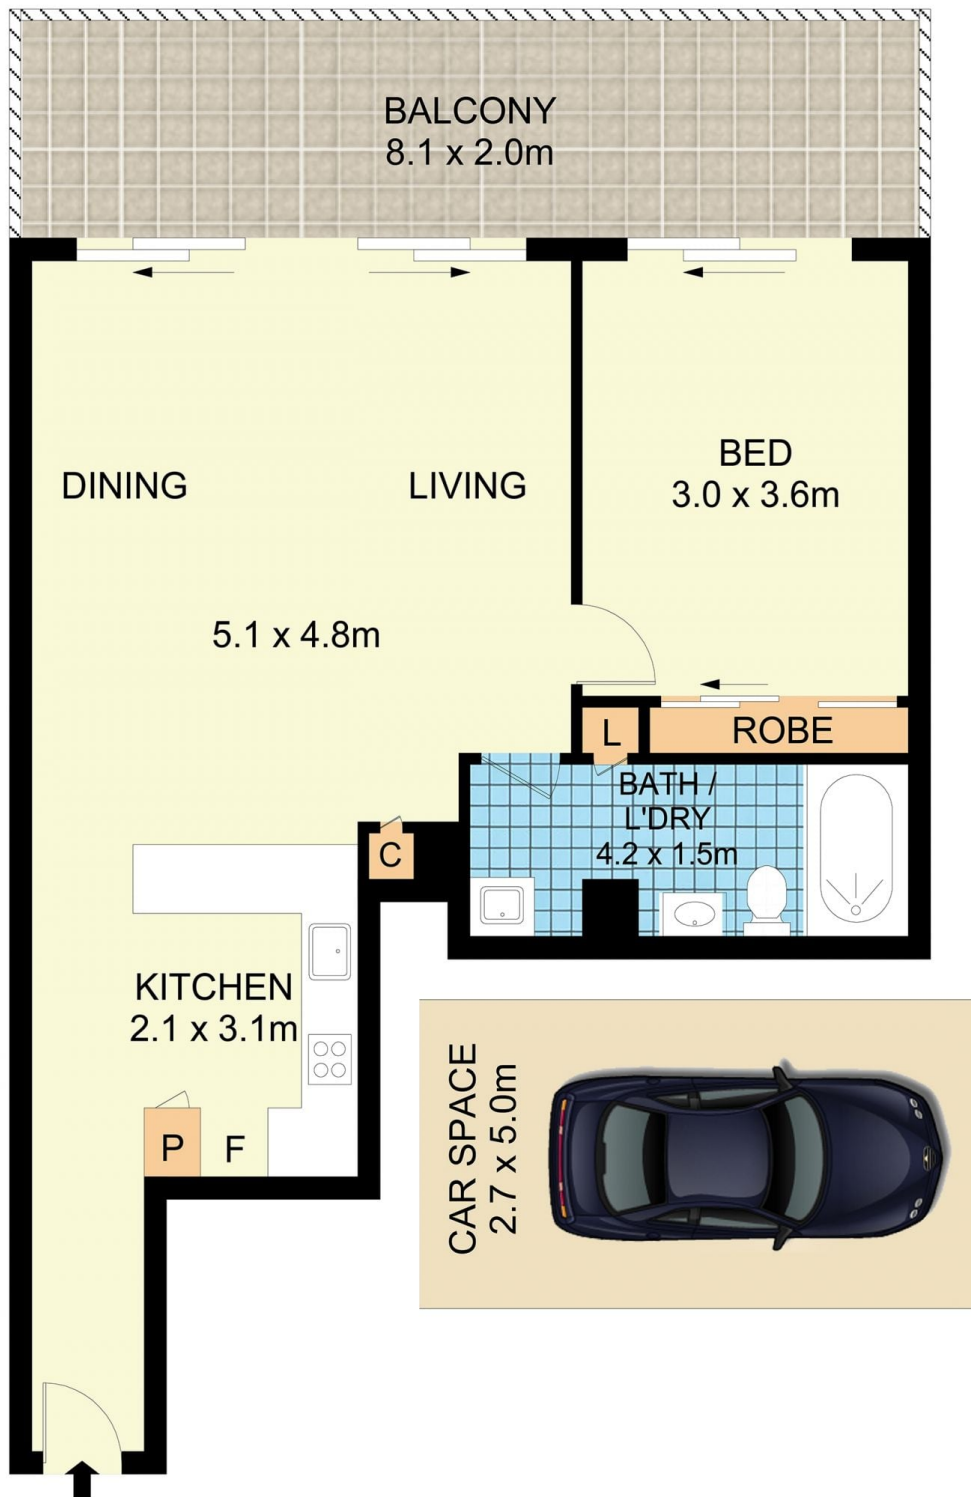 BALCONY
8.1 x 2.0m
DINING
LIVING
BED
3.0 x 3.6m
5.1 x 4.8m
L
ROBE
BATH /
L'DRY
4.2 x 1.5m
C
KITCHEN
2.1 x 3.1m
P
F
CAR SPACE
2.7 x 5.0m